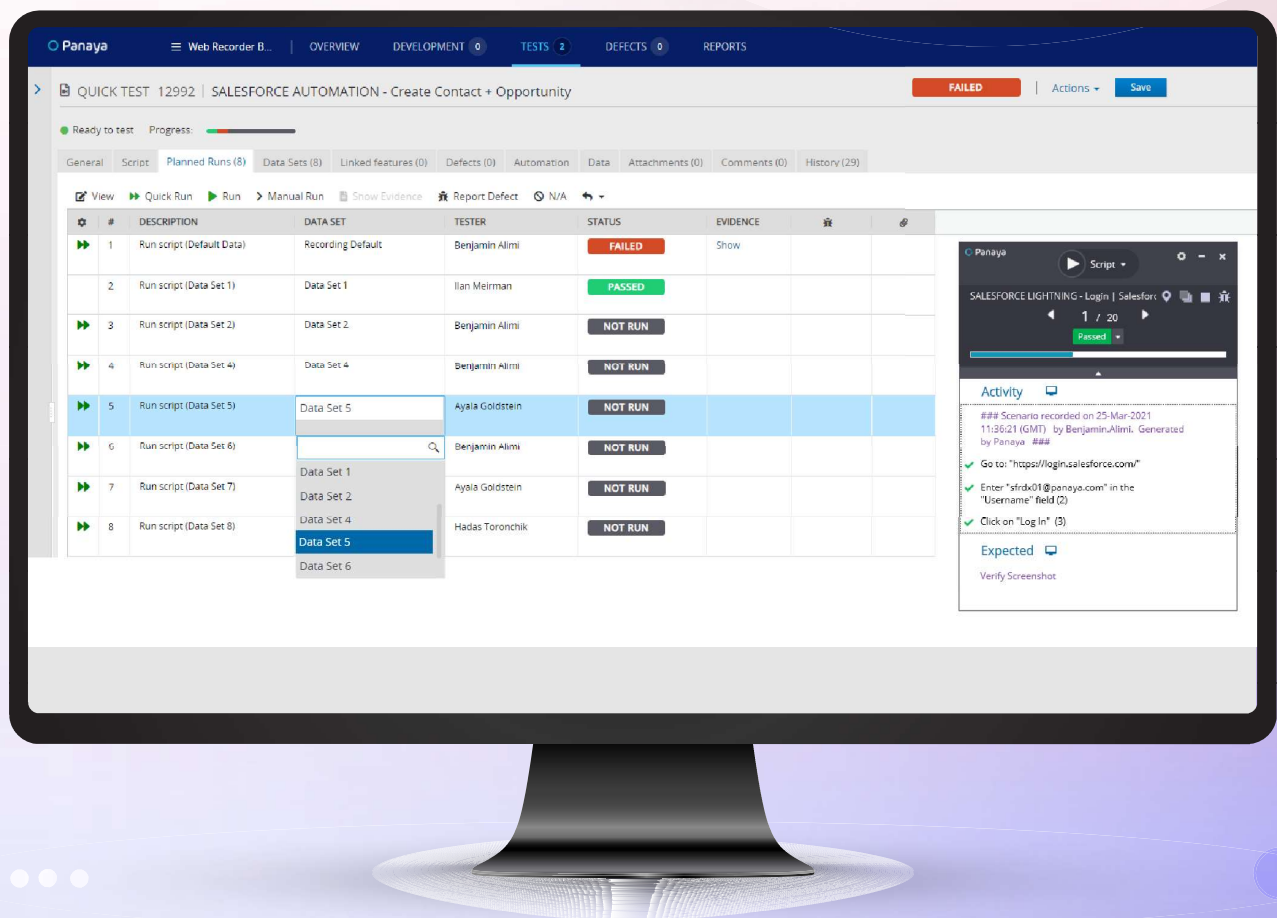 Panaya
Web Recorder B... OVERVIEW DEVELOPMENT 0 TESTS 2 DEFECTS 0 REPORTS
QUICK TEST 12992 | SALESFORCE AUTOMATION - Create Contact + Opportunity FAILED | Actions Save
Ready to test Progress:
General Script Planned Runs (8) Data Sets (8) Linked features (0) Defects (0) Automation Data Attachments (0) Comments (0) History (29)
View Quick Run Run Manual Run Show Evidence Report Defect N/A
# DESCRIPTION DATA SET TESTER STATUS EVIDENCE
1 Run script (Default Data) Recording Default Benjamin Alimi FAILED Show
2 Run script (Data Set 1) Data Set 1 Ilan Meirman PASSED
3 Run script (Data Set 2) Data Set 2 Benjamin Alimi NOT RUN
4 Run script (Data Set 4) Data Set 4 Benjamin Alimi NOT RUN
5 Run script (Data Set 5) Data Set 5 Ayala Goldstein NOT RUN
6 Run script (Data Set 6) Benjamin Alimi NOT RUN
7 Run script (Data Set 7) Ayala Goldstein NOT RUN
8 Run script (Data Set 8) Hadas Toronchik NOT RUN
Data Set 1
Data Set 2
Data Set 4
Data Set 5
Data Set 6
Panaya
Script
SALESFORCE LIGHTNING - Login | Salesforc
1 / 20
Passed
Activity
### Scenario recorded on 25-Mar-2021
11:36:21 (GMT) by Benjamin.Alimi. Generated
by Panaya ###
Go to: "https://login.salesforce.com/"
Enter "sfrdx01@panaya.com" in the
"Username" field (2)
Click on "Log In" (3)
Expected
Verify Screenshot